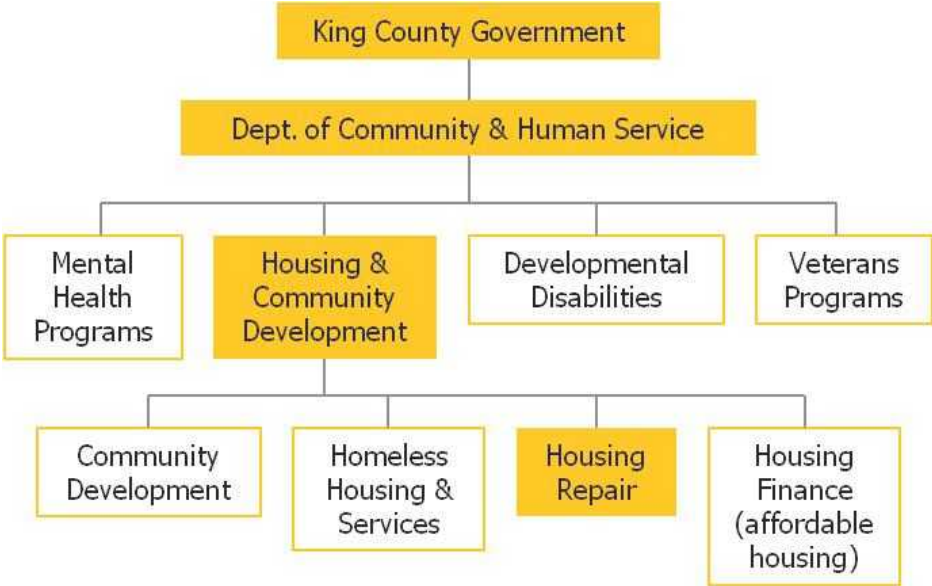 King County Government
Dept. of Community & Human Service
Mental
Health
Programs
Housing &
Community
Development
Developmental
Disabilities
Veterans
Programs
Community
Development
Homeless
Housing &
Services
Housing
Repair
Housing
Finance
(affordable
housing)